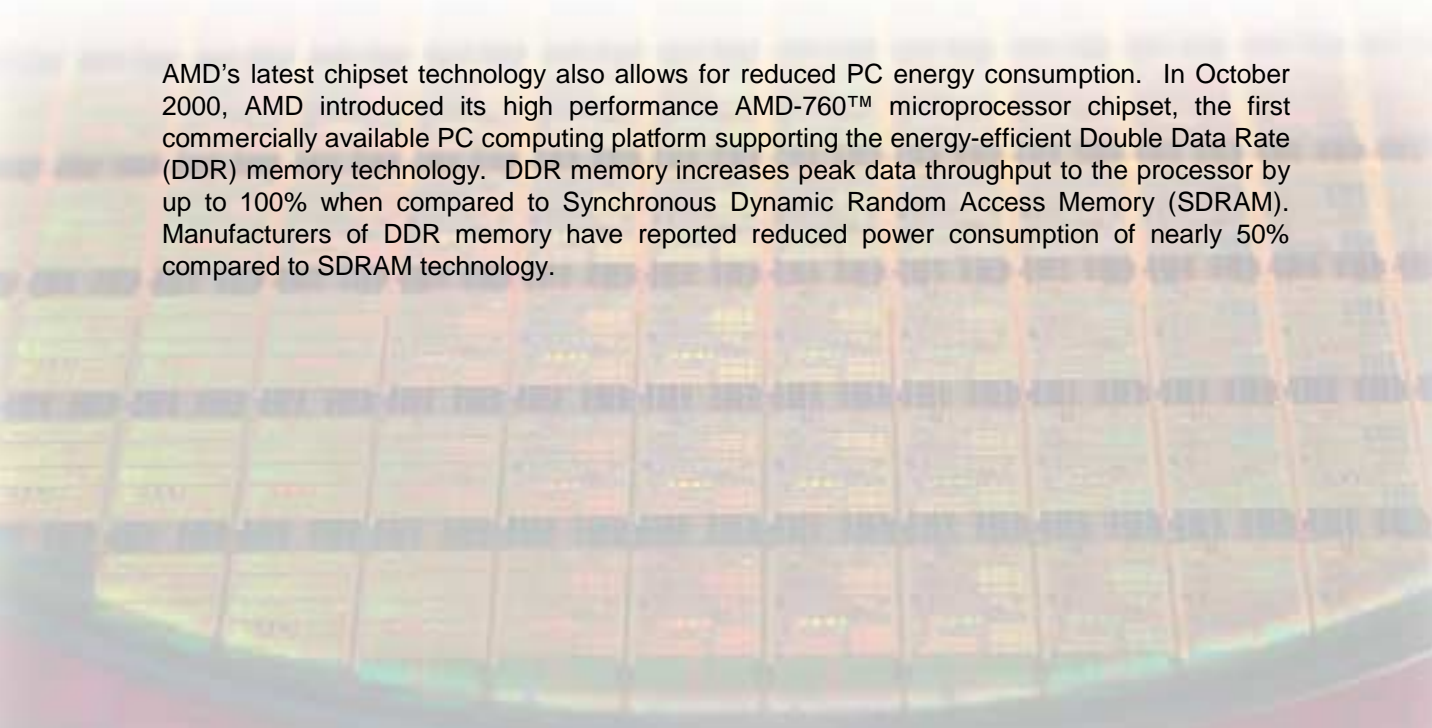 AMD’s latest chipset technology also allows for reduced PC energy consumption.  In October
2000, AMD introduced its high performance AMD-760™ microprocessor chipset, the first
commercially available PC computing platform supporting the energy-efficient Double Data Rate
(DDR) memory technology.  DDR memory increases peak data throughput to the processor by
up to 100% when compared to Synchronous Dynamic Random Access Memory (SDRAM).
Manufacturers of DDR memory have reported reduced power consumption of nearly 50%
compared to SDRAM technology.